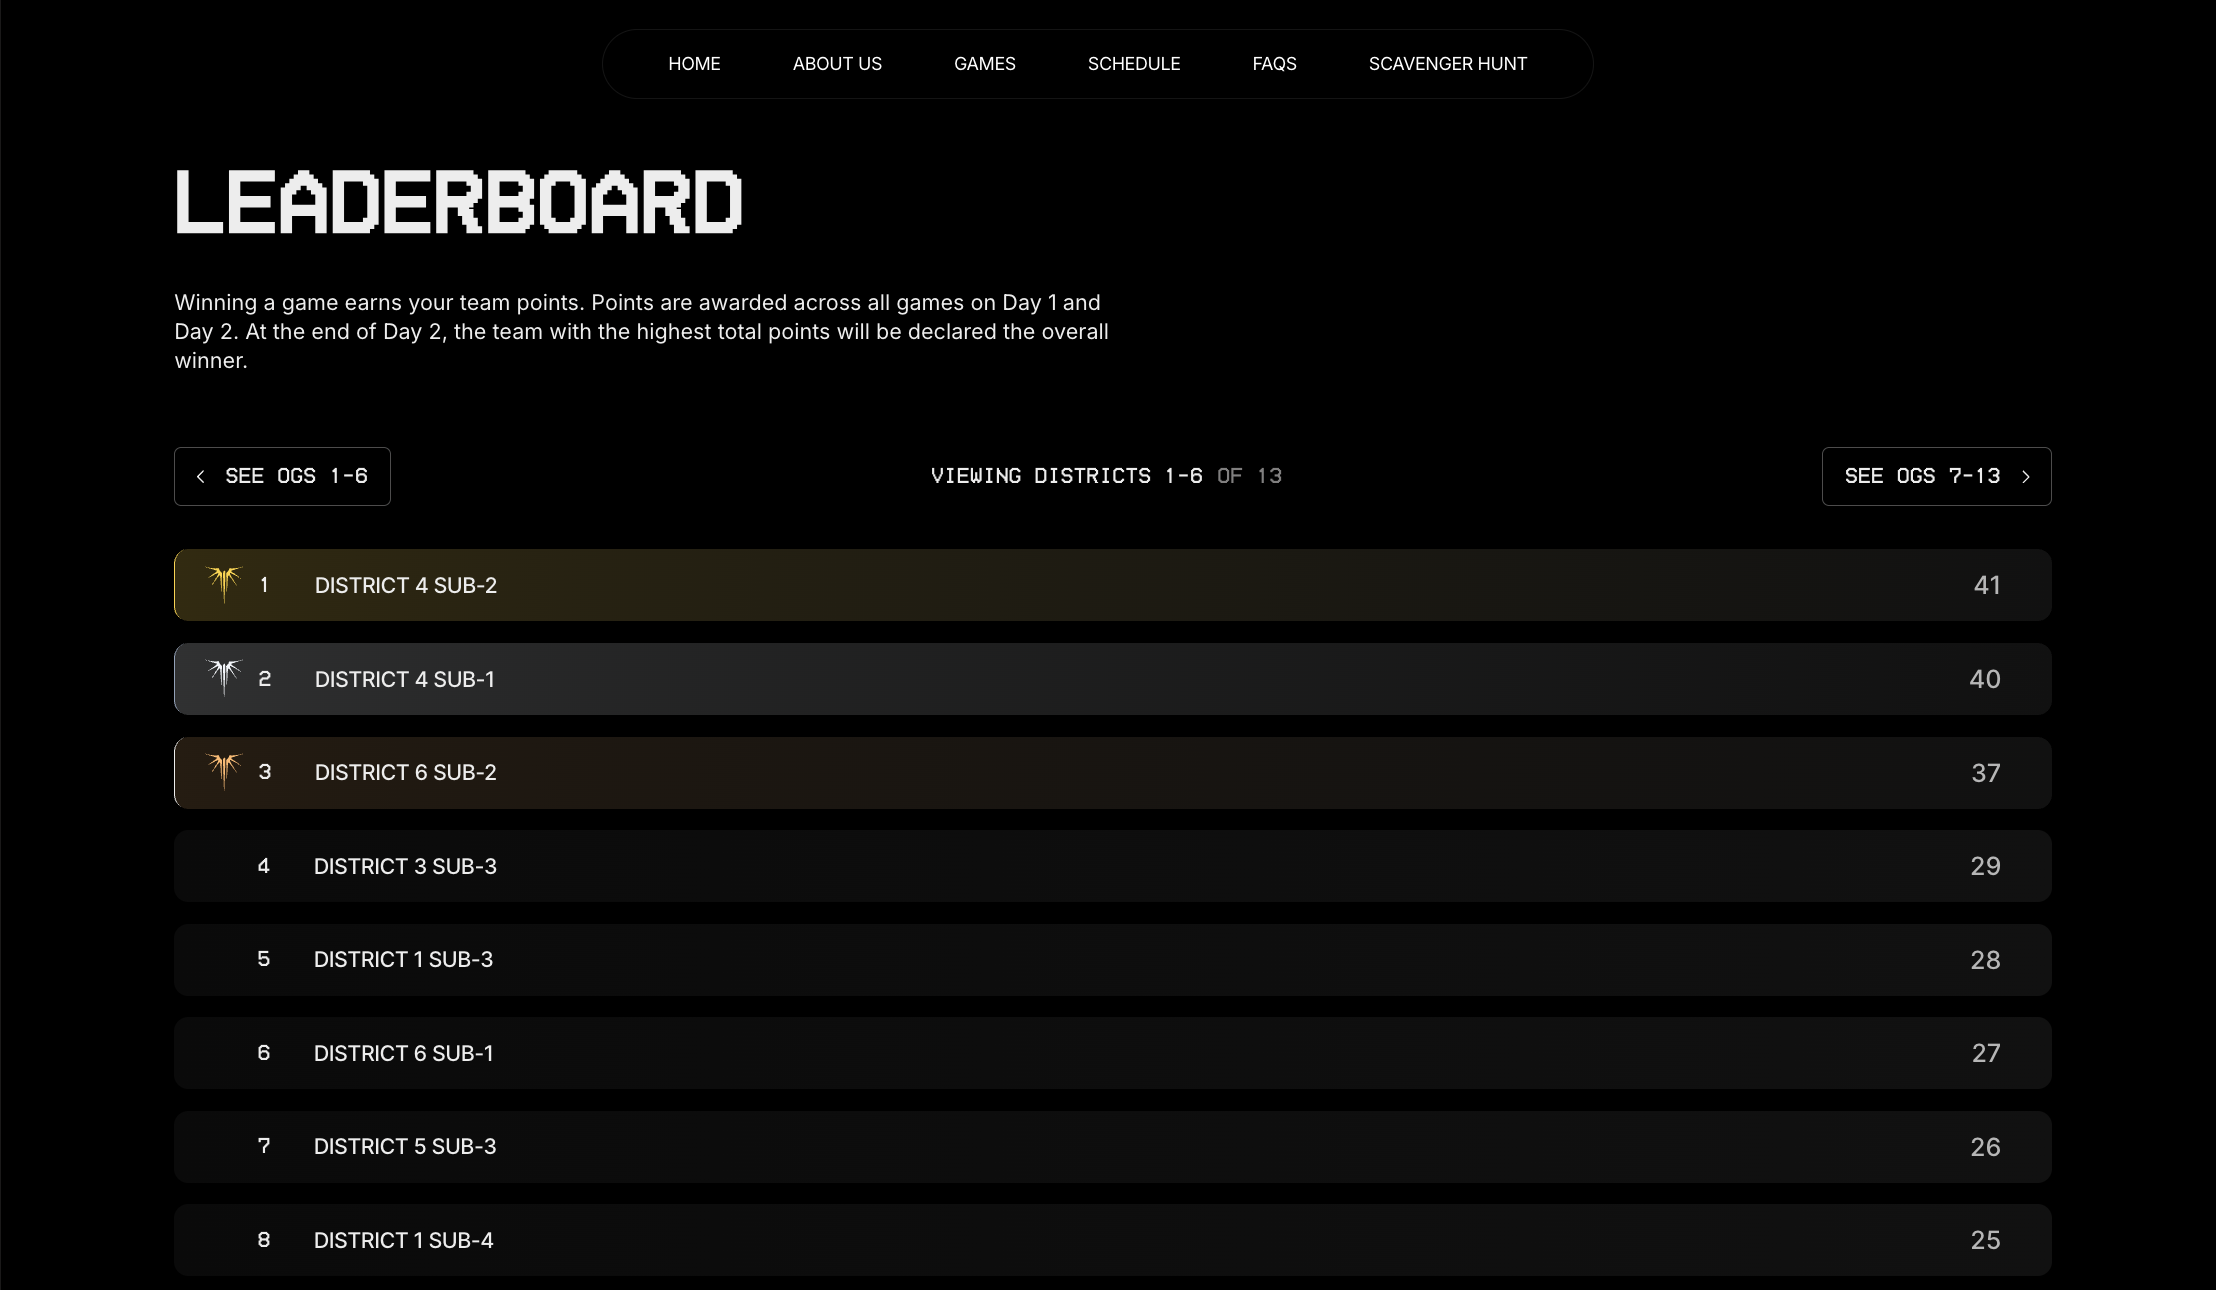 HOME ABOUT US GAMES SCHEDULE FAQS SCAVENGER HUNT
LEADERBOARD
Winning a game earns your team points. Points are awarded across all games on Day 1 and
Day 2. At the end of Day 2, the team with the highest total points will be declared the overall
winner.
SEE OGS 1-6 VIEWING DISTRICTS 1-6 OF 13 SEE OGS 7-13
1 DISTRICT 4 SUB-2 41
2 DISTRICT 4 SUB-1 40
3 DISTRICT 6 SUB-2 37
4 DISTRICT 3 SUB-3 29
5 DISTRICT 1 SUB-3 28
6 DISTRICT 6 SUB-1 27
7 DISTRICT 5 SUB-3 26
8 DISTRICT 1 SUB-4 25